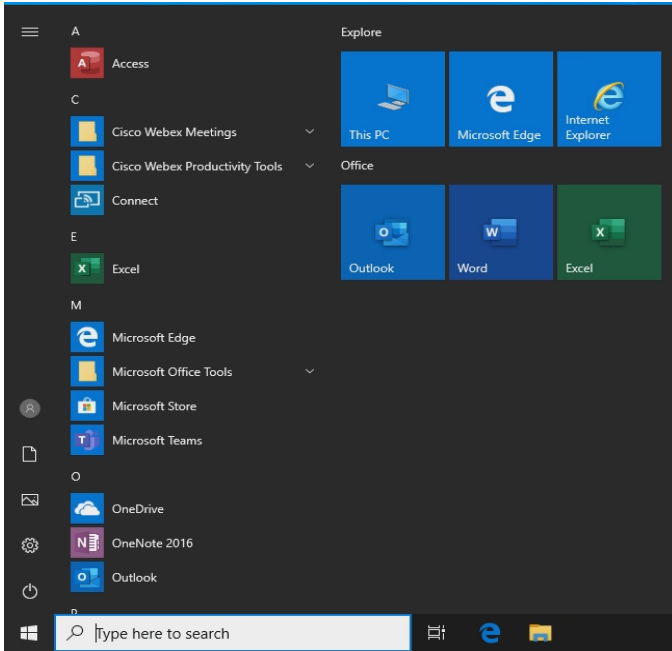 A
Access
C
Cisco Webex Meetings
Cisco Webex Productivity Tools
Connect
E
Excel
M
Microsoft Edge
Microsoft Office Tools
Microsoft Store
Microsoft Teams
O
OneDrive
OneNote 2016
Outlook
Explore
This PC
Microsoft Edge
Internet
Explorer
Office
Outlook
Word
Excel
Type here to search